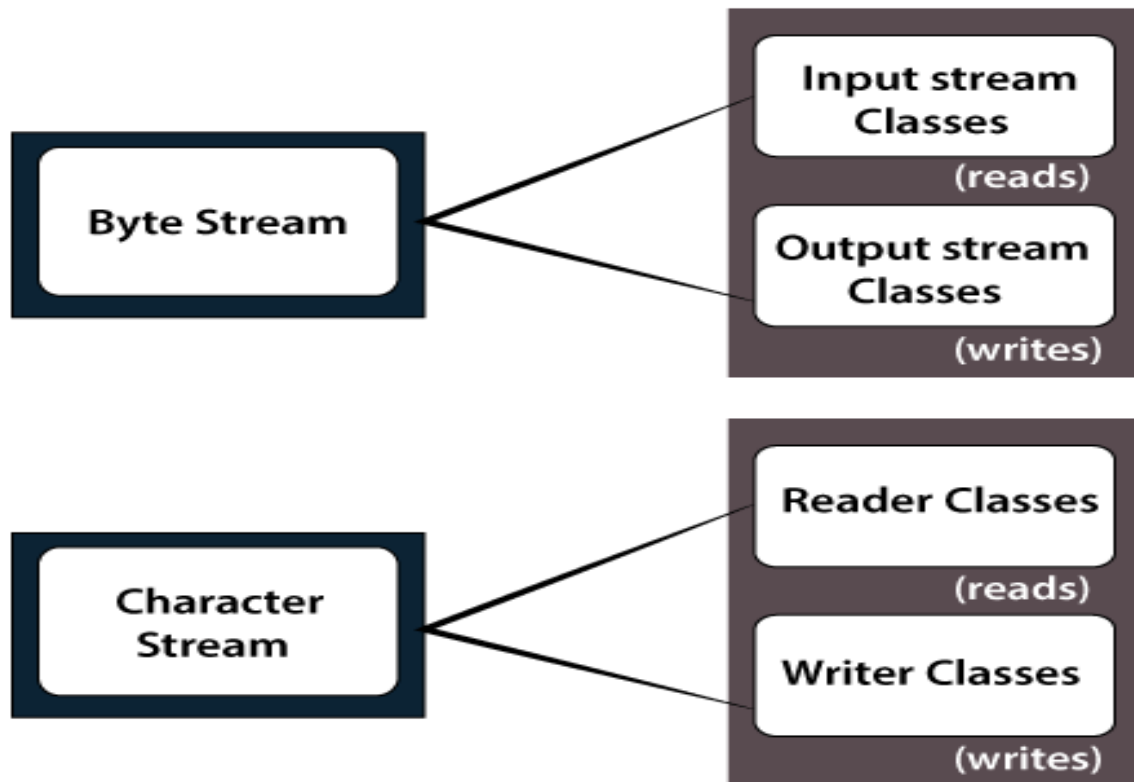 Byte Stream
Input stream
Classes
(reads)
Output stream
Classes
(writes)
Character
Stream
Reader Classes
(reads)
Writer Classes
(writes)